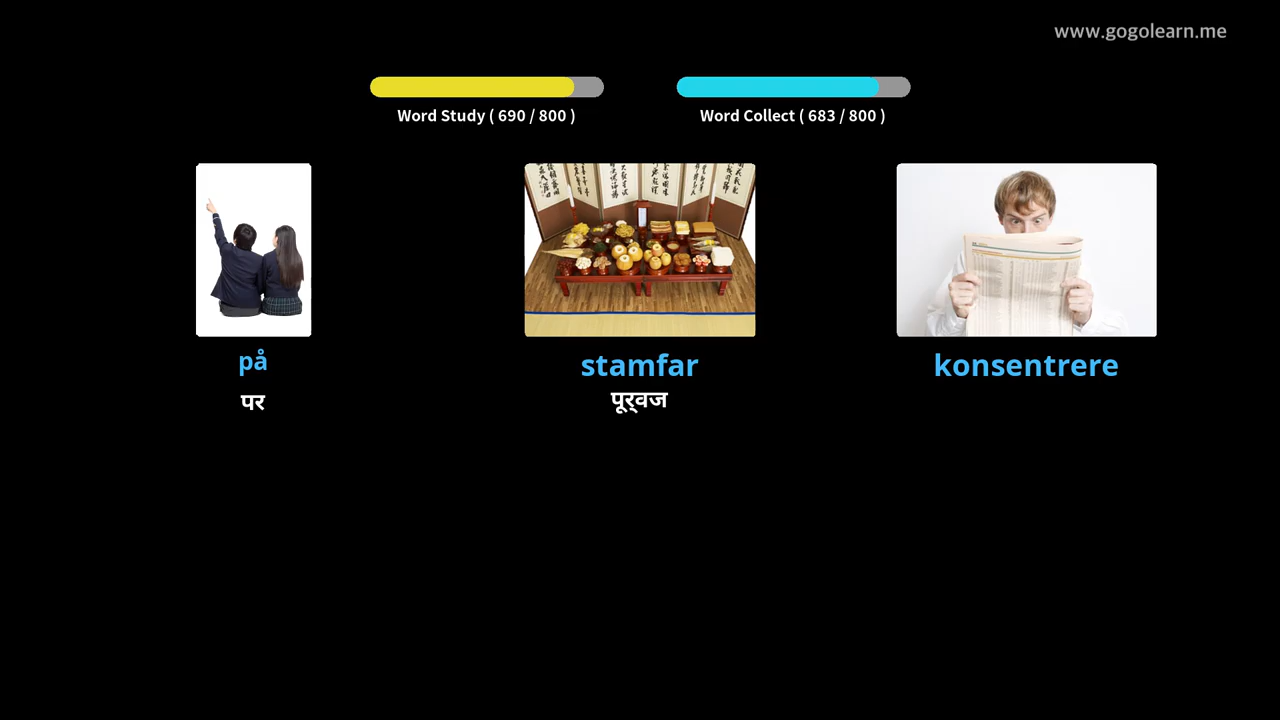 www.gogolearn.me
Word Study ( 690 / 800 )
Word Collect ( 683 / 800 )
på
पर
stamfar
पूर्वज
konsentrere